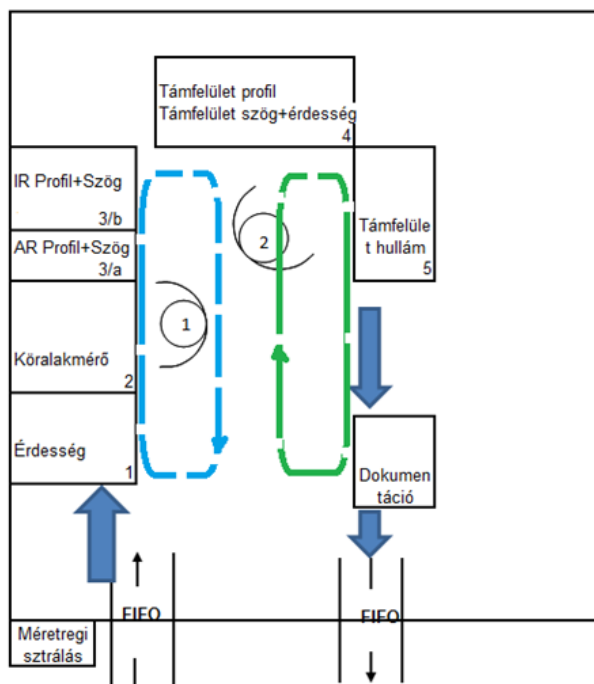 Támfelület profil
Támfelület szög+érdesség
4
IR Profil+Szög
3/b
AR Profil+Szög
3/a
Köralakmérő
2
Érdesség
1
1
2
Támfelüle
t hullám
5
Dokumen
táció
FIFO
FIFO
Méretregi
sztrálás